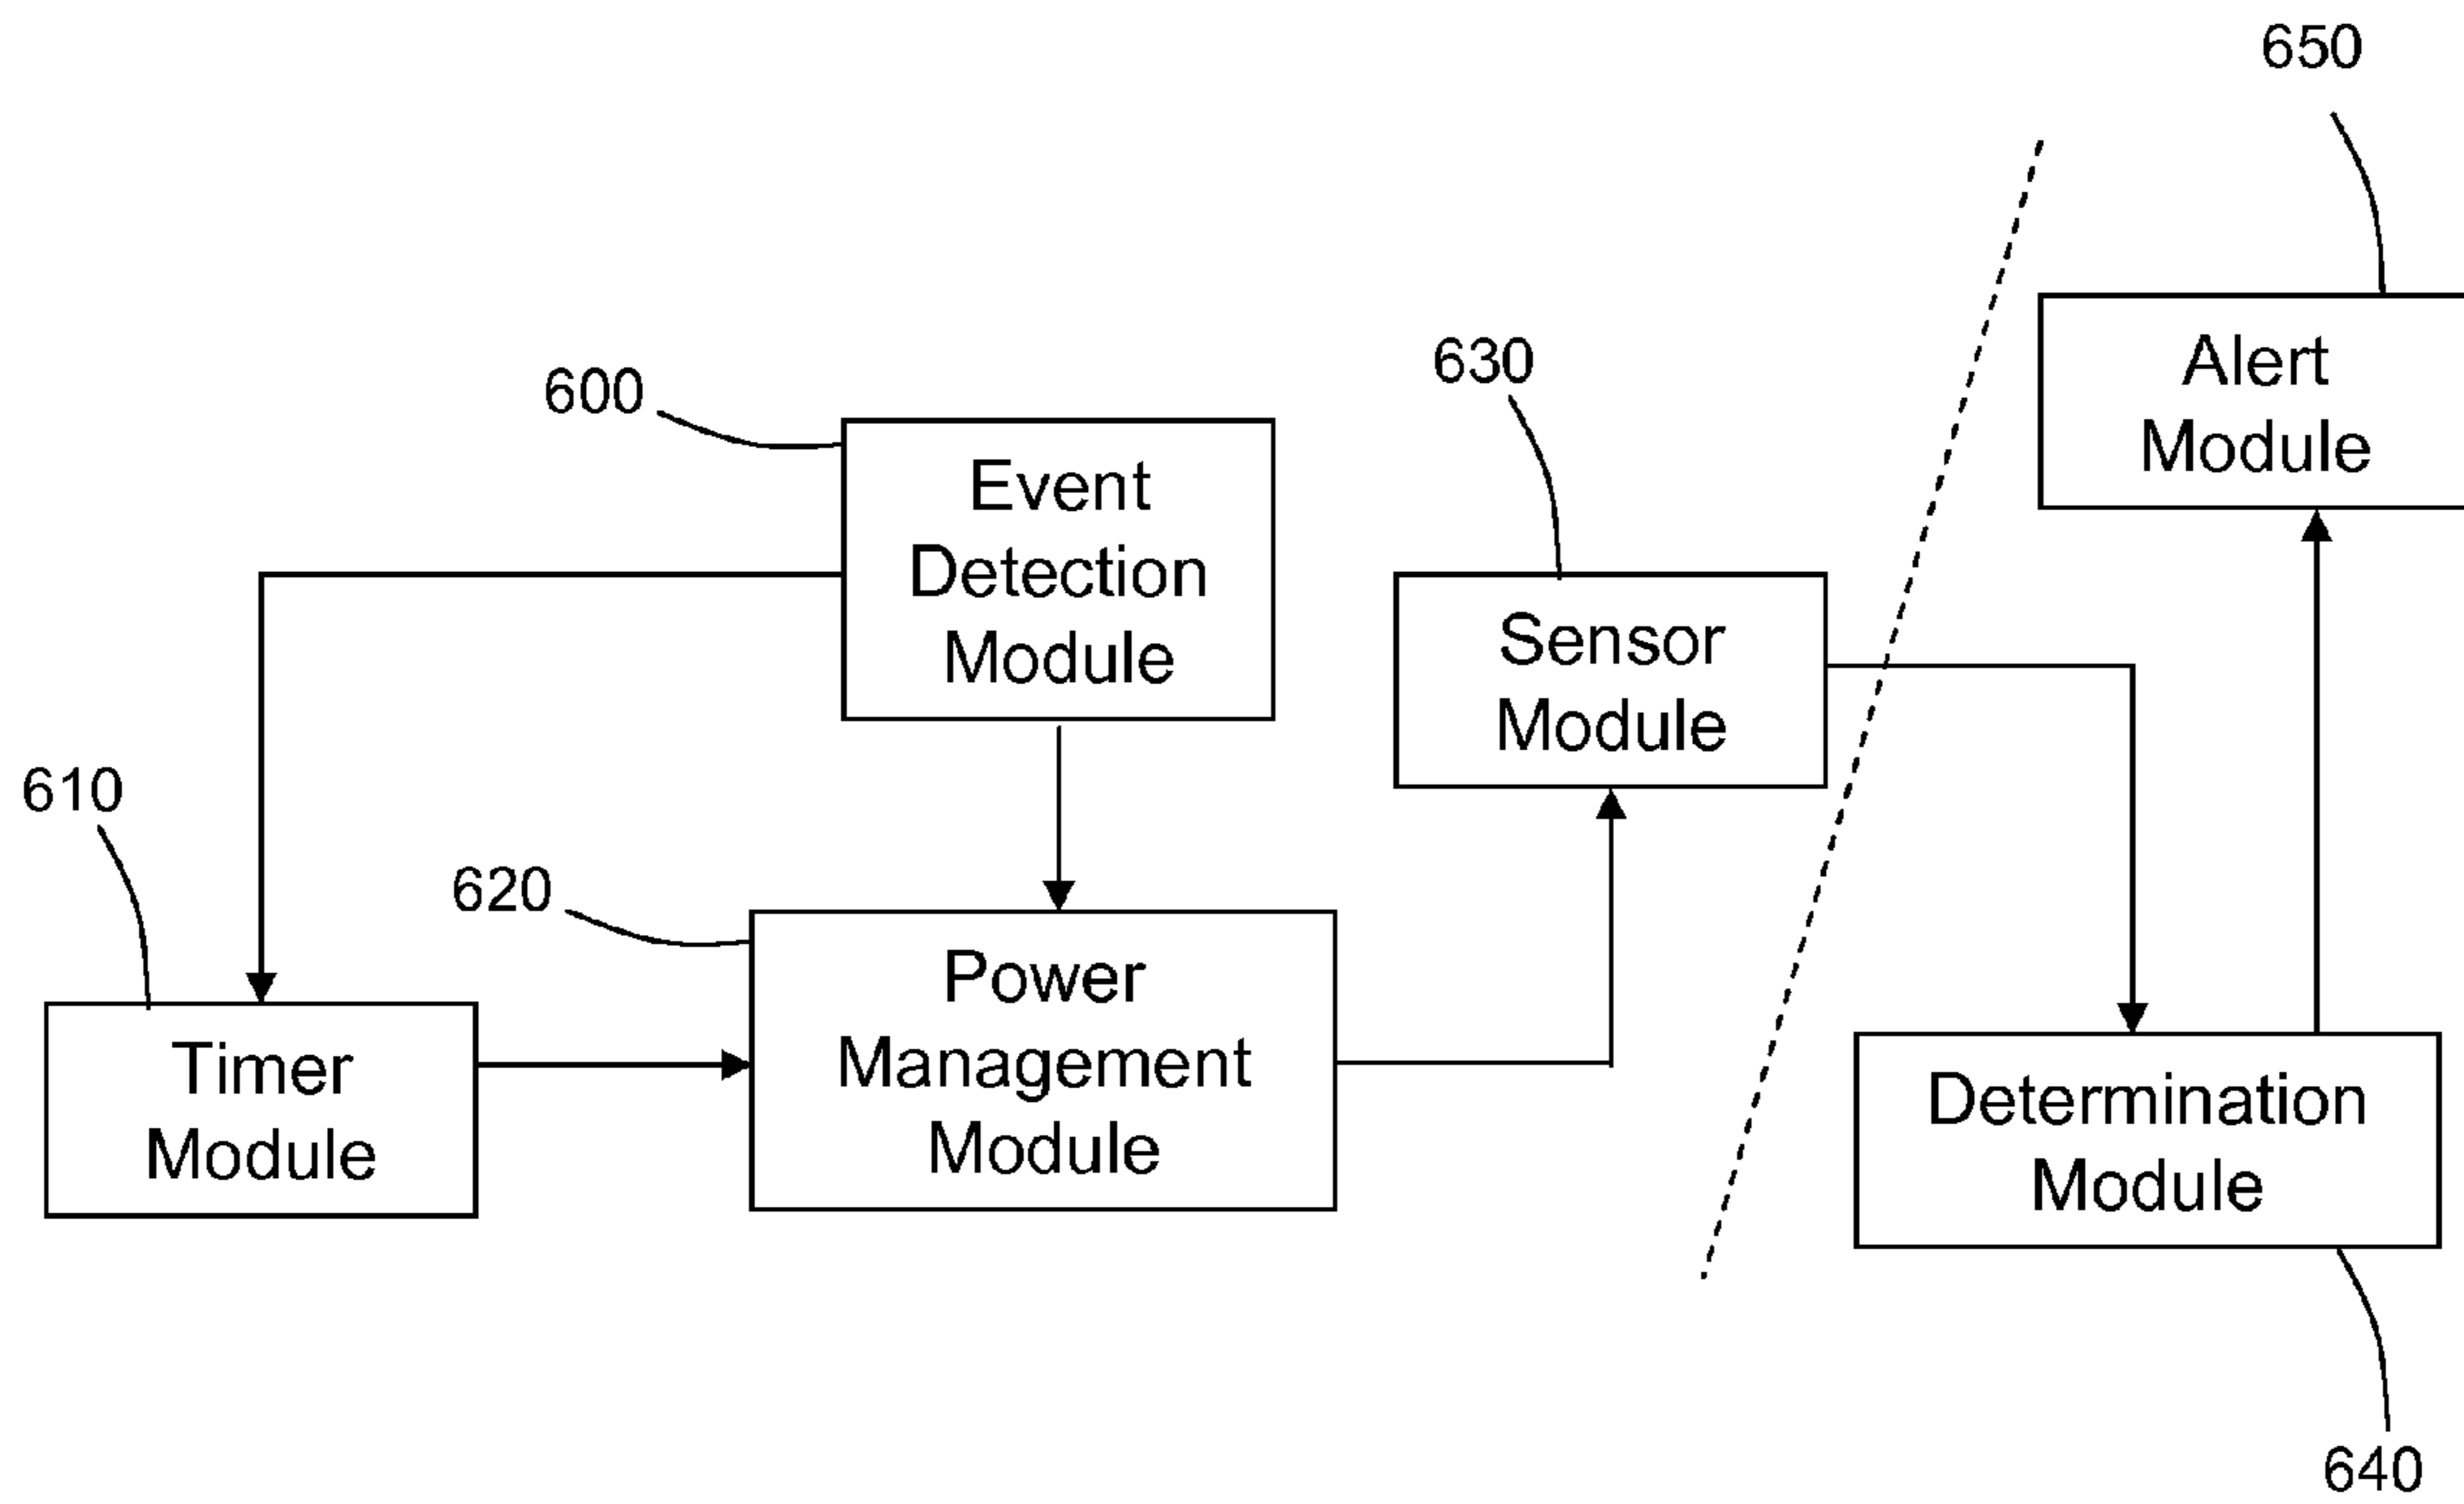 650
Alert
Module
630
600
Event
Detection
Module
Sensor
Module
610
620
Power
Management
Module
Timer
Module
Determination
Module
640